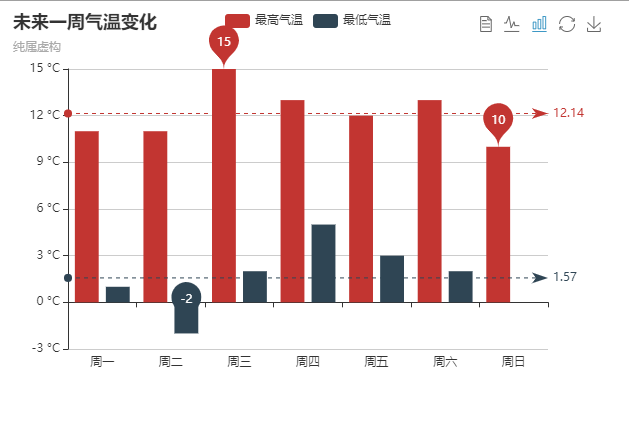 未来一周气温变化
纯属虚构
最高气温 最低气温
15 °C
12 °C
9 °C
6 °C
3 °C
0 °C
-3 °C
15
10
-2
12.14
1.57
周一 周二 周三 周四 周五 周六 周日